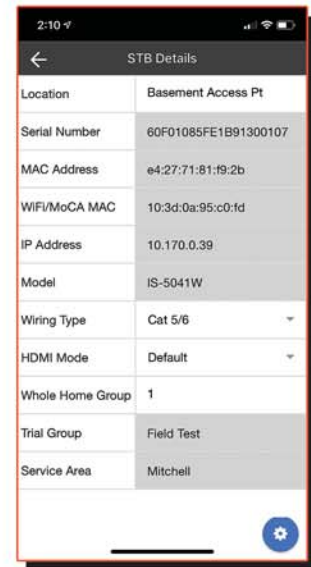 2:10
STB Details
Location Basement Access Pt
Serial Number 60F01085FE1B91300107
MAC Address e4:27:71:81:f9:2b
WiFi/MoCA MAC 10:3d:0a:95:c0:fd
IP Address 10.170.0.39
Model IS-5041W
Wiring Type Cat 5/6
HDMI Mode Default
Whole Home Group 1
Trial Group Field Test
Service Area Mitchell